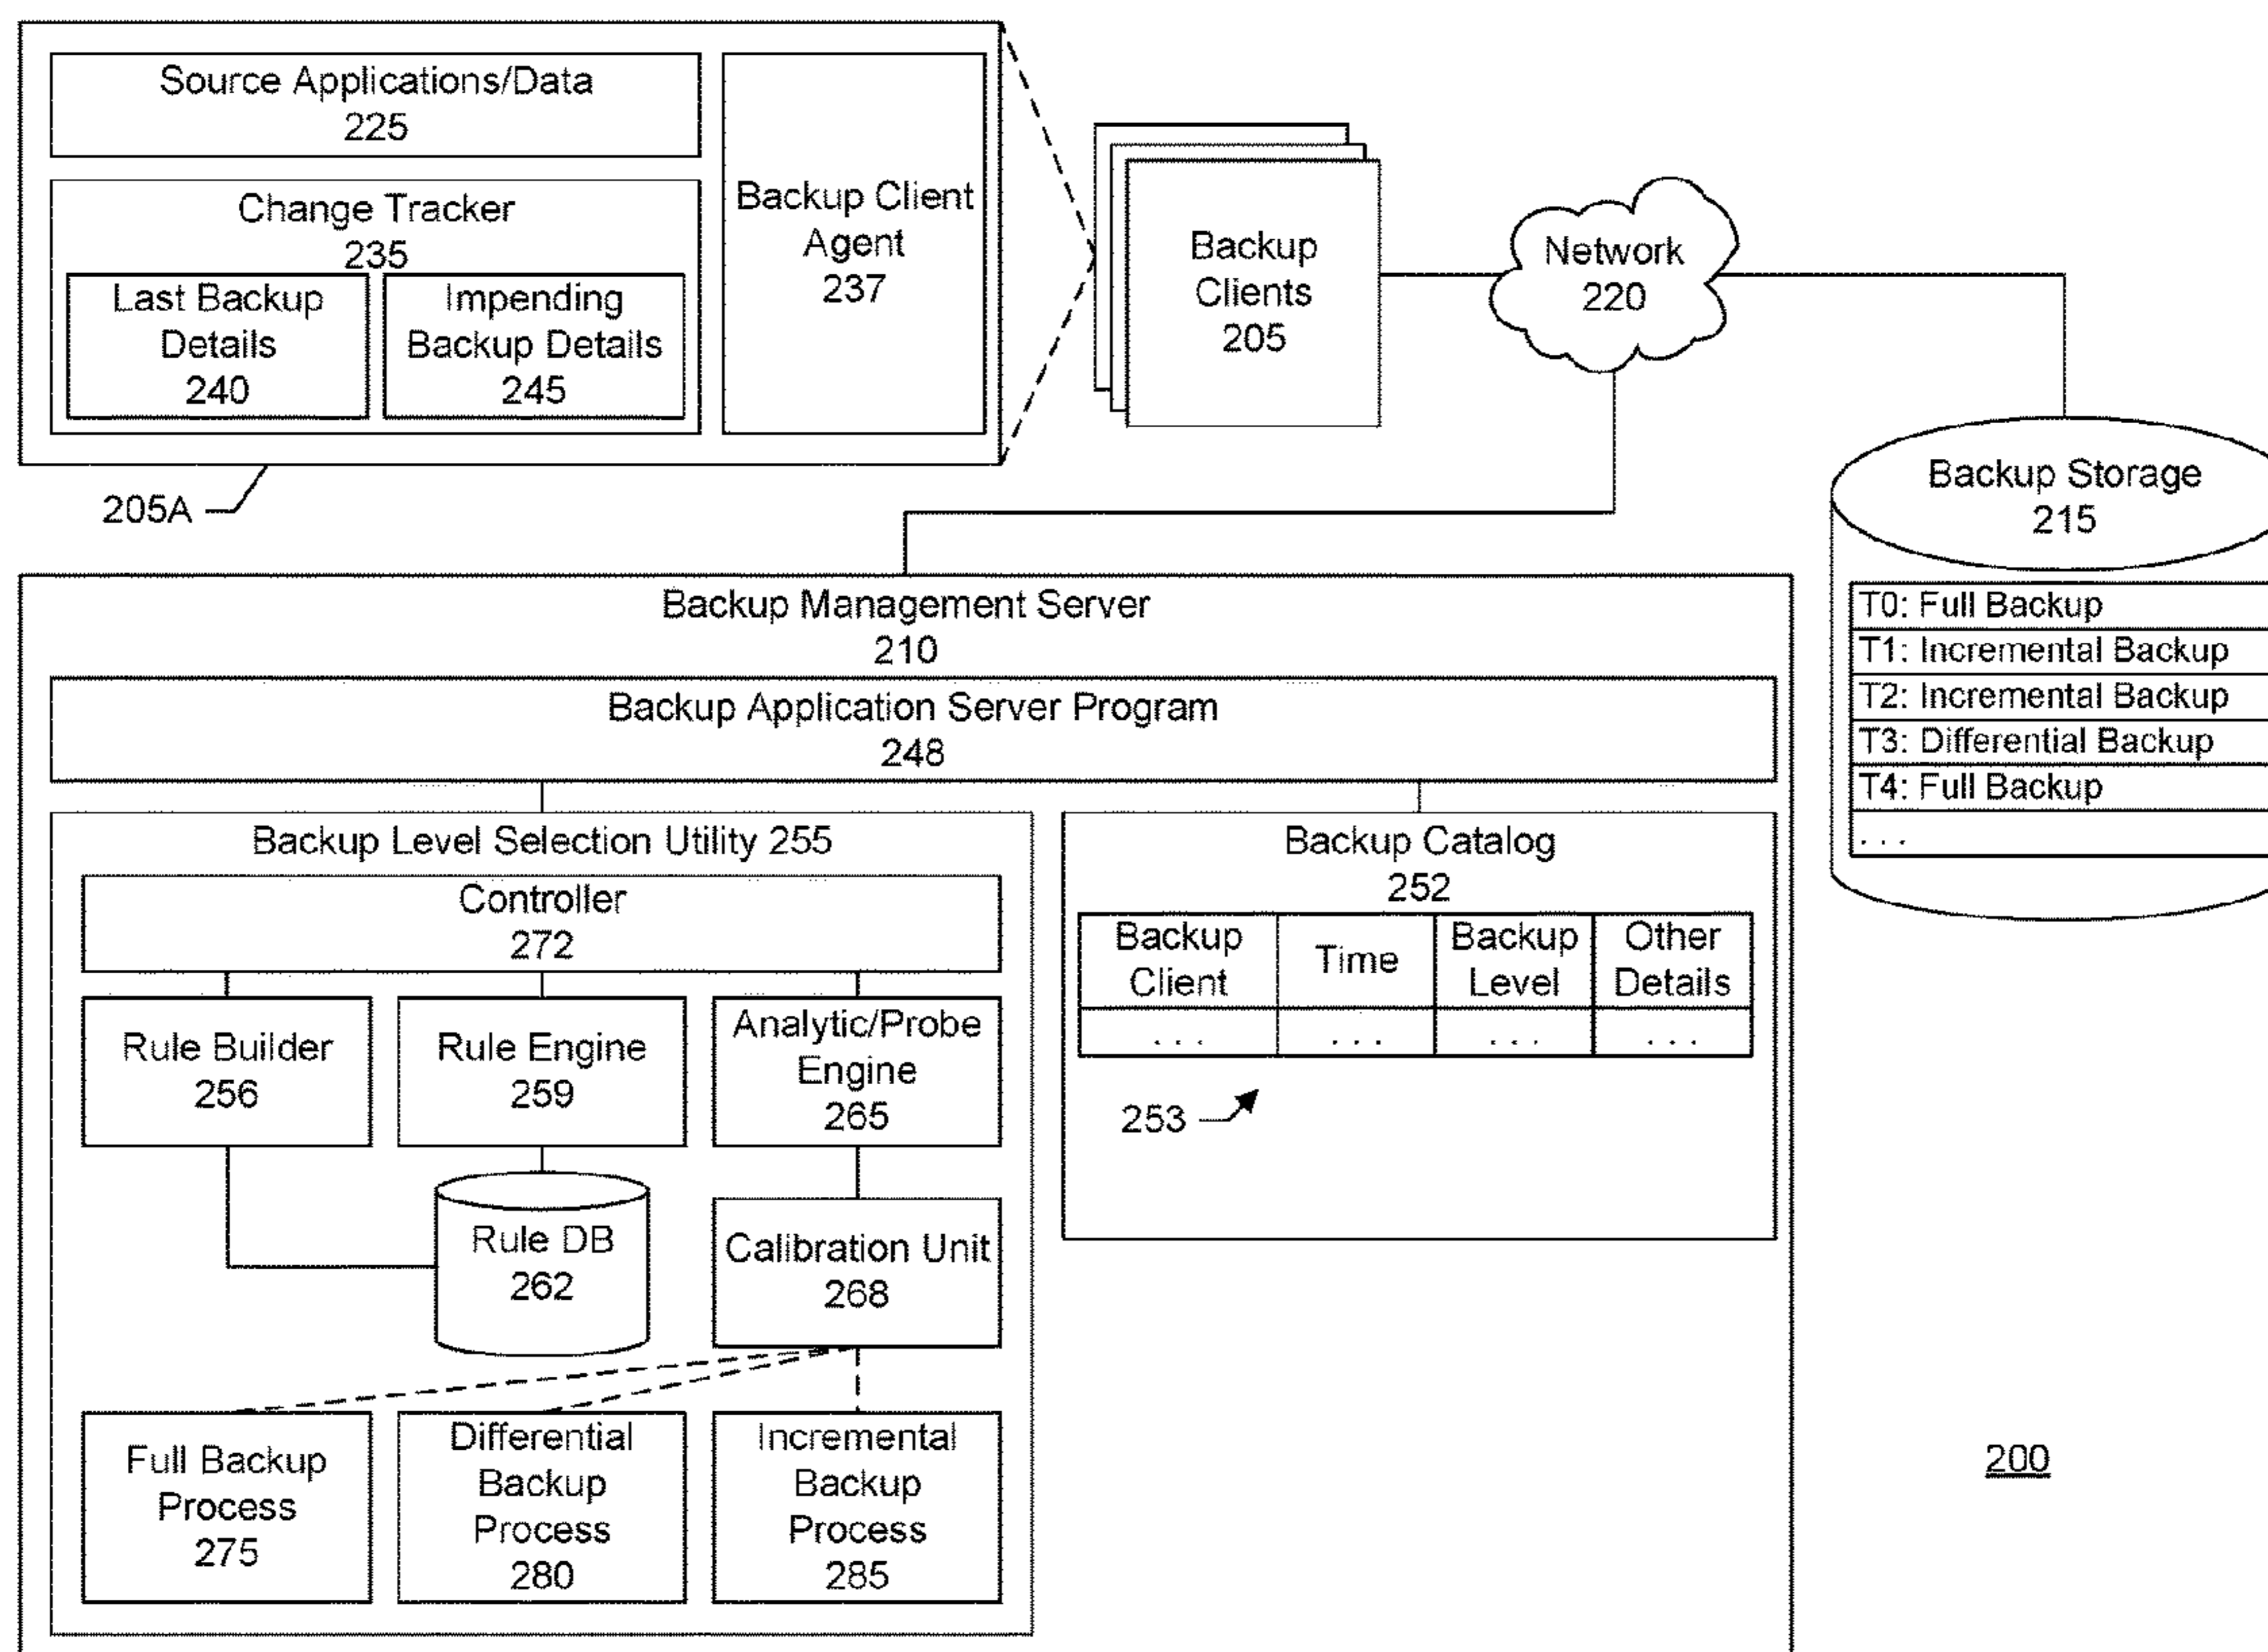 Source Applications/Data
225
Change Tracker
235
Last Backup
Details
240
Impending
Backup Details
245
Backup Client
Agent
237
205A
Backup
Clients
205
Network
220
Backup Storage
215
T0: Full Backup
T1: Incremental Backup
T2: Incremental Backup
T3: Differential Backup
T4: Full Backup
. . .
Backup Management Server
210
Backup Application Server Program
248
Backup Level Selection Utility 255
Controller
272
Rule Builder
256
Rule Engine
259
Analytic/Probe
Engine
265
Rule DB
262
Calibration Unit
268
Full Backup
Process
275
Differential
Backup
Process
280
Incremental
Backup
Process
285
Backup Catalog
252
Backup
Client
Time
Backup
Level
Other
Details
. . .
. . .
. . .
. . .
253
200